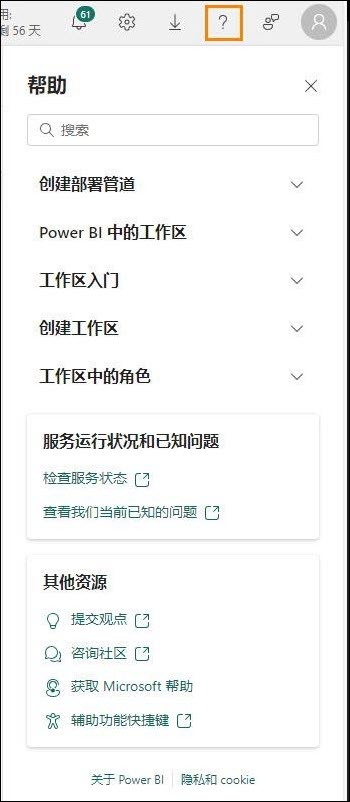 用:
61
剩 56 天
?
帮助
搜索
创建部署管道
Power BI 中的工作区
工作区入门
创建工作区
工作区中的角色
服务运行状况和已知问题
检查服务状态
查看我们当前已知的问题
其他资源
提交观点
咨询社区
获取 Microsoft 帮助
辅助功能快捷键
关于 Power BI
隐私和 cookie